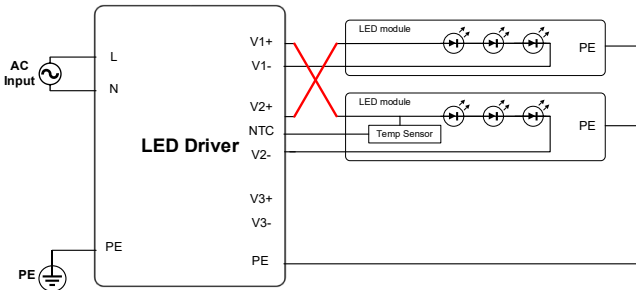 LED module
V1+
L
PE
AC
Input
V1-
N
LED module
V2+
NTC
PE
Temp Sensor
LED Driver
V2-
V3+
V3-
PE
PE
PE